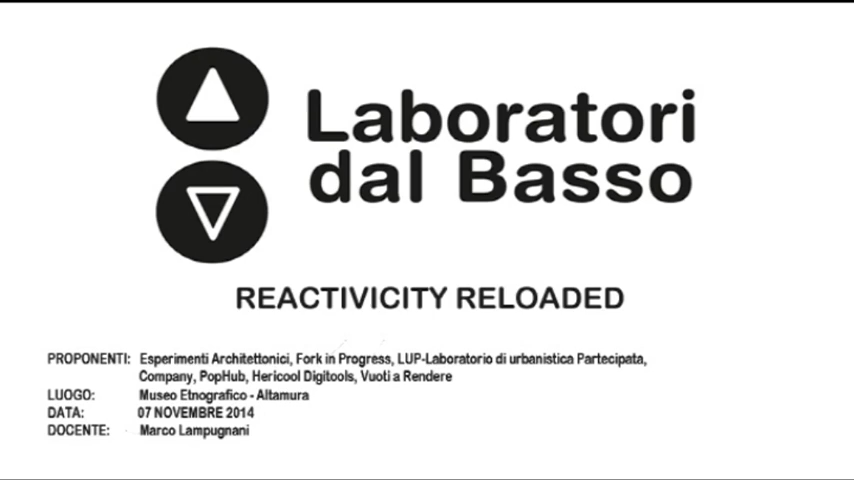 Laboratori
dal Basso
REACTIVICITY RELOADED
PROPONENTI: Esperimenti Architettonici, Fork in Progress, LUP-Laboratorio di urbanistica Partecipata,
Company, PopHub, Hericool Digitools, Vuoti a Rendere
LUOGO: Museo Etnografico - Altamura
DATA: 07 NOVEMBRE 2014
DOCENTE: Marco Lampugnani